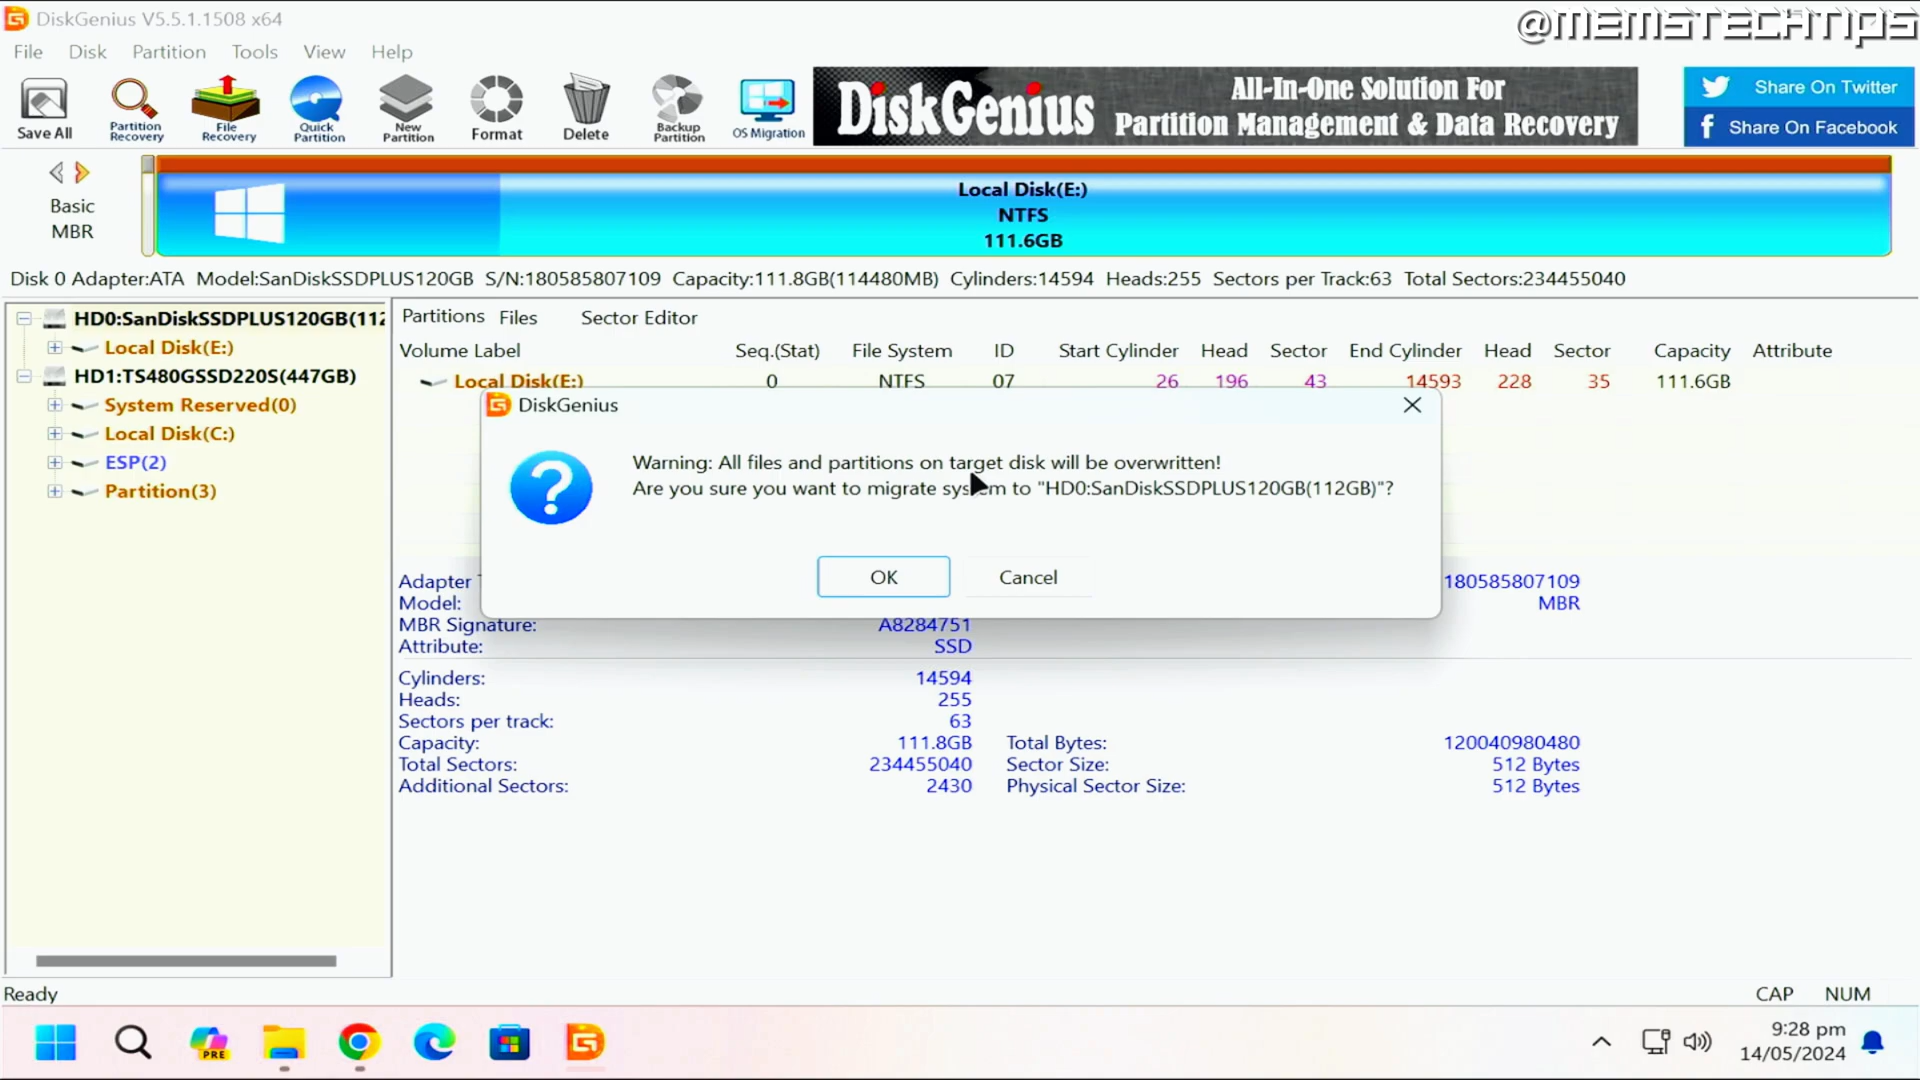 DiskGenius V5.5.1.1508 x64
@MEMSTECHTIPS
File Disk Partition Tools View Help
Save All
Partition Recovery
File Recovery
Quick Partition
New Partition
Format
Delete
Backup Partition
OS Migration
DiskGenius
All-In-One Solution For
Partition Management & Data Recovery
Share On Twitter
Share On Facebook
Basic
MBR
Local Disk(E:)
NTFS
111.6GB
Disk 0 Adapter:ATA Model:SanDiskSSDPLUS120GB S/N:180585807109 Capacity:111.8GB(114480MB) Cylinders:14594 Heads:255 Sectors per Track:63 Total Sectors:234455040
HD0:SanDiskSSDPLUS120GB(112
Local Disk(E:)
HD1:TS480GSSD220S(447GB)
System Reserved(0)
Local Disk(C:)
ESP(2)
Partition(3)
Partitions Files Sector Editor
Volume Label Seq.(Stat) File System ID Start Cylinder Head Sector End Cylinder Head Sector Capacity Attribute
Local Disk(E:) 0 NTFS 07 26 196 43 14593 228 35 111.6GB
DiskGenius
Warning: All files and partitions on target disk will be overwritten!
Are you sure you want to migrate system to "HD0:SanDiskSSDPLUS120GB(112GB)"?
OK Cancel
Adapter 180585807109
Model: MBR
MBR Signature: A8284751
Attribute: SSD
Cylinders: 14594
Heads: 255
Sectors per track: 63
Capacity: 111.8GB Total Bytes: 120040980480
Total Sectors: 234455040 Sector Size: 512 Bytes
Additional Sectors: 2430 Physical Sector Size: 512 Bytes
Ready CAP NUM
PRE
9:28 pm
14/05/2024